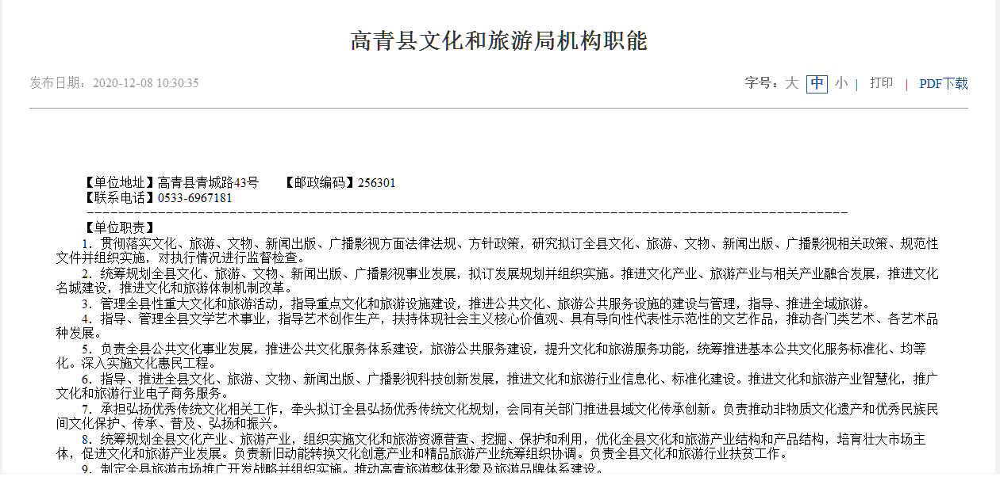 高青县文化和旅游局机构职能
发布日期：2020-12-08 10:30:35
字号：大 中 小 | 打印 | PDF下载
【单位地址】高青县青城路43号 【邮政编码】256301
【联系电话】0533-6967181
------------------------------------------------------------------------------------------------
【单位职责】
1．贯彻落实文化、旅游、文物、新闻出版、广播影视方面法律法规、方针政策，研究拟订全县文化、旅游、文物、新闻出版、广播影视相关政策、规范性
文件并组织实施，对执行情况进行监督检查。
2．统筹规划全县文化、旅游、文物、新闻出版、广播影视事业发展，拟订发展规划并组织实施。推进文化产业、旅游产业与相关产业融合发展，推进文化
名城建设，推进文化和旅游体制机制改革。
3．管理全县性重大文化和旅游活动，指导重点文化和旅游设施建设，推进公共文化、旅游公共服务设施的建设与管理，指导、推进全域旅游。
4．指导、管理全县文学艺术事业，指导艺术创作生产，扶持体现社会主义核心价值观、具有导向性代表性示范性的文艺作品，推动各门类艺术、各艺术品
种发展。
5．负责全县公共文化事业发展，推进公共文化服务体系建设，旅游公共服务建设，提升文化和旅游服务功能，统筹推进基本公共文化服务标准化、均等
化。深入实施文化惠民工程。
6．指导、推进全县文化、旅游、文物、新闻出版、广播影视科技创新发展，推进文化和旅游行业信息化、标准化建设。推进文化和旅游产业智慧化，推广
文化和旅游行业电子商务服务。
7．承担弘扬优秀传统文化相关工作，牵头拟订全县弘扬优秀传统文化规划，会同有关部门推进县域文化传承创新。负责推动非物质文化遗产和优秀民族民
间文化保护、传承、普及、弘扬和振兴。
8．统筹规划全县文化产业、旅游产业，组织实施文化和旅游资源普查、挖掘、保护和利用，优化全县文化和旅游产业结构和产品结构，培育壮大市场主
体，促进文化和旅游产业发展。负责新旧动能转换文化创意产业和精品旅游产业统筹组织协调。负责全县文化和旅游行业扶贫工作。
9．制定全县旅游市场推广开发战略并组织实施。推动高青旅游整体形象及旅游品牌体系建设。